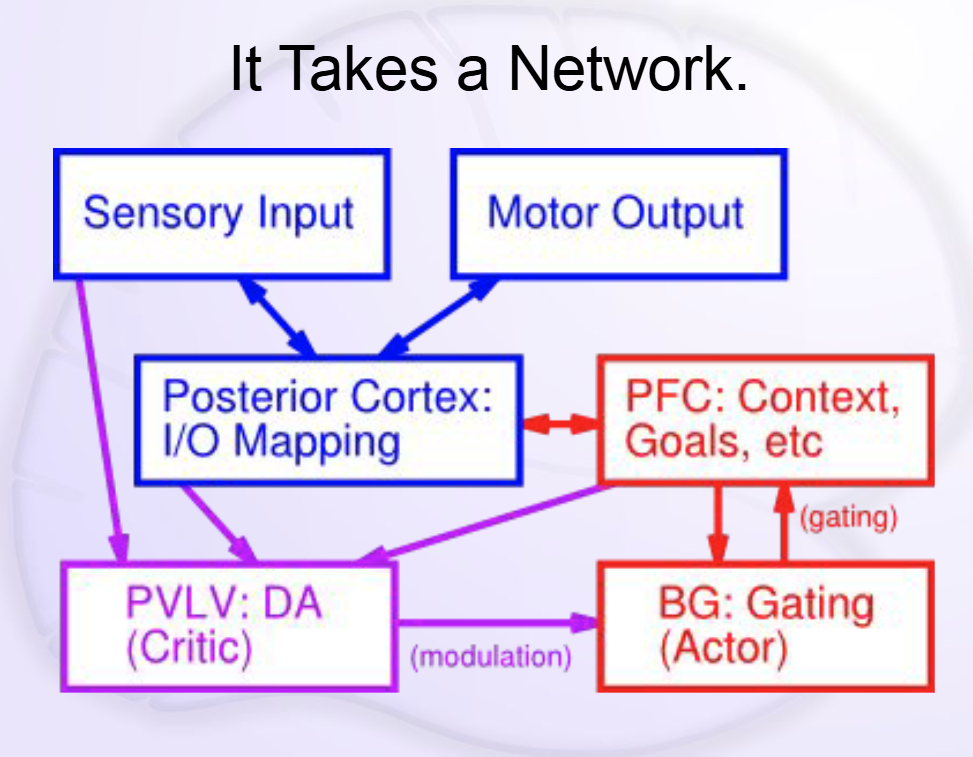 It Takes a Network.
Sensory Input
Motor Output
Posterior Cortex:
I/O Mapping
PFC: Context,
Goals, etc
(gating)
PVLV: DA
(Critic)
(modulation)
BG: Gating
(Actor)